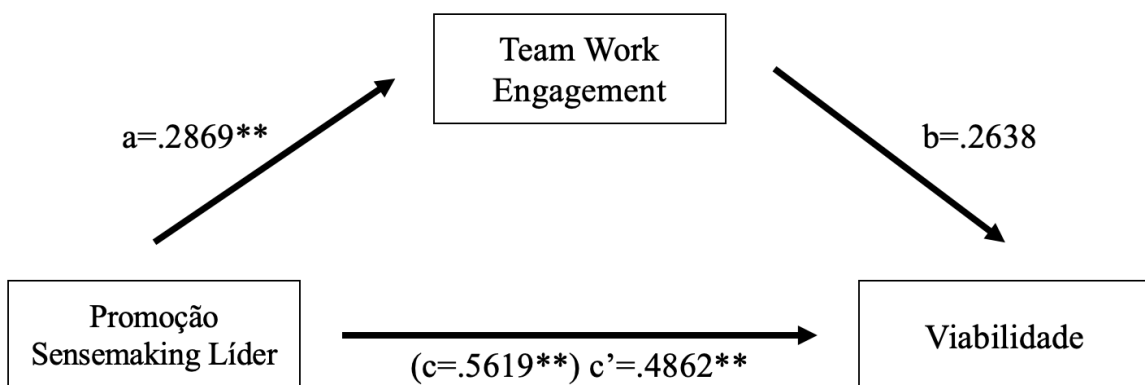 Team Work
Engagement
a=.2869**
b=.2638
Promoção
Sensemaking Líder
Viabilidade
(c=.5619**) c’=.4862**